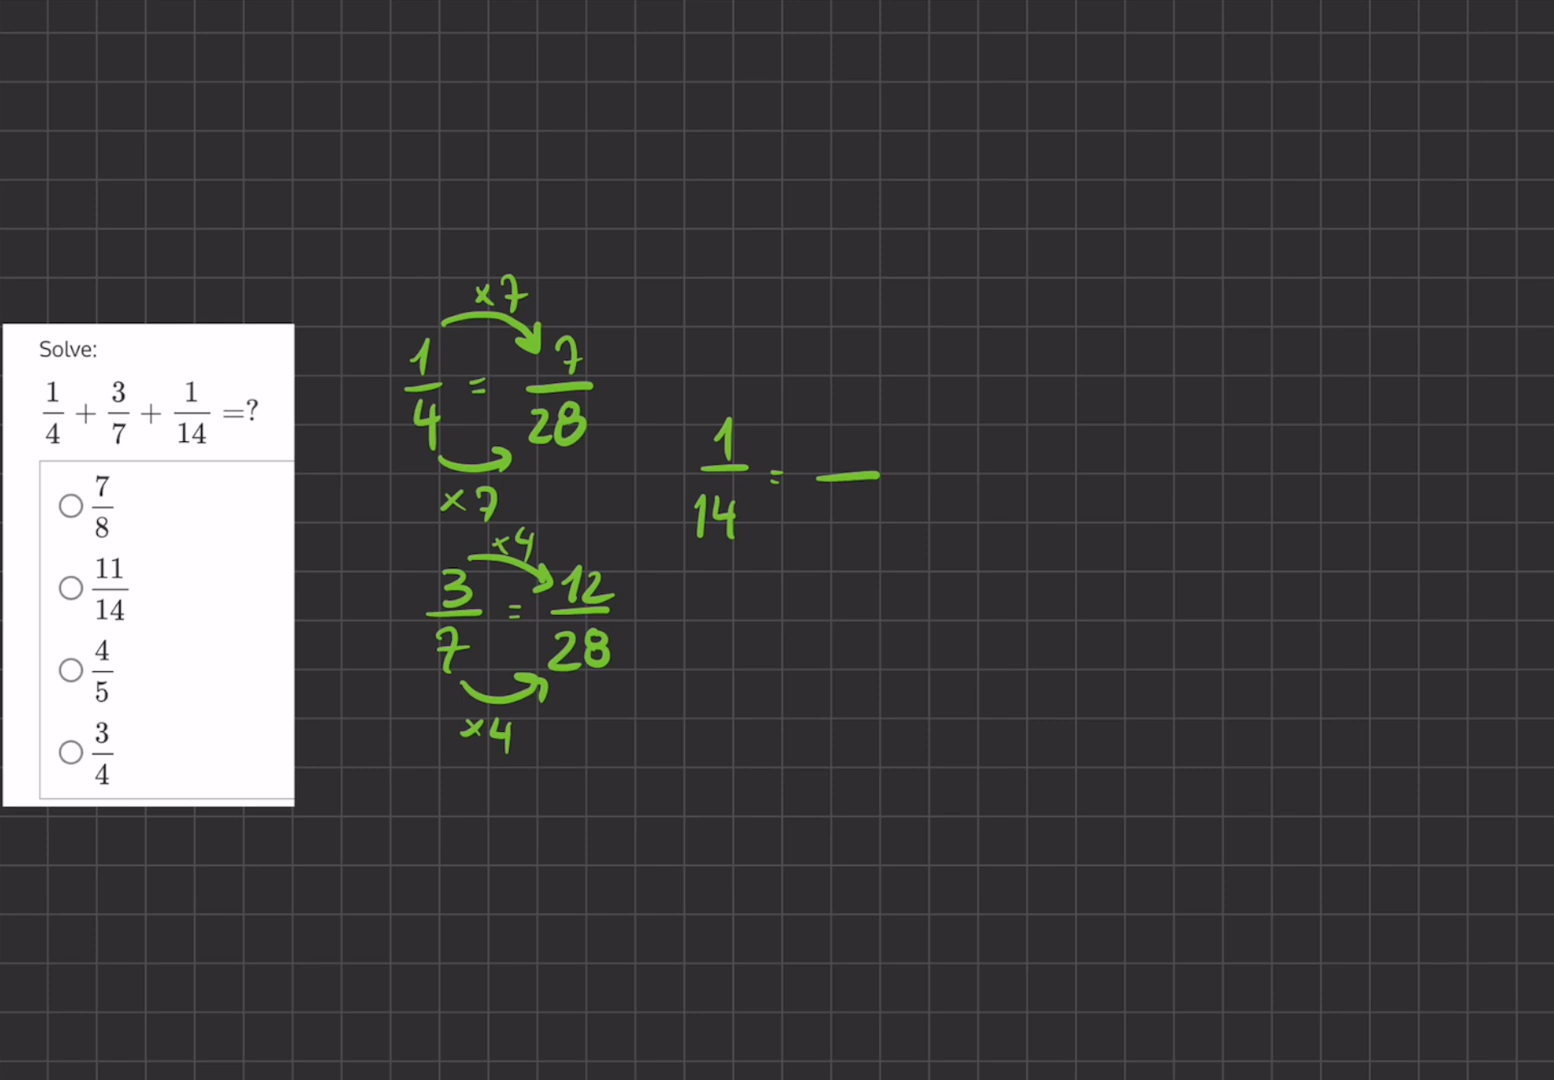 Solve:
1/4 + 3/7 + 1/14 =?
7/8
11/14
4/5
3/4
×7
1/4 = 7/28
×7
×4
3/7 = 12/28
×4
1/14 = —